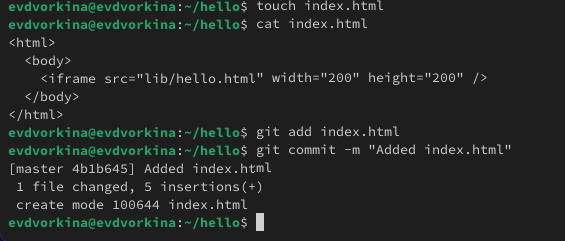 evdvorkina@evdvorkina:~/hello$ touch index.html
evdvorkina@evdvorkina:~/hello$ cat index.html
<html>
  <body>
    <iframe src="lib/hello.html" width="200" height="200" />
  </body>
</html>
evdvorkina@evdvorkina:~/hello$ git add index.html
evdvorkina@evdvorkina:~/hello$ git commit -m "Added index.html"
[master 4b1b645] Added index.html
 1 file changed, 5 insertions(+)
 create mode 100644 index.html
evdvorkina@evdvorkina:~/hello$